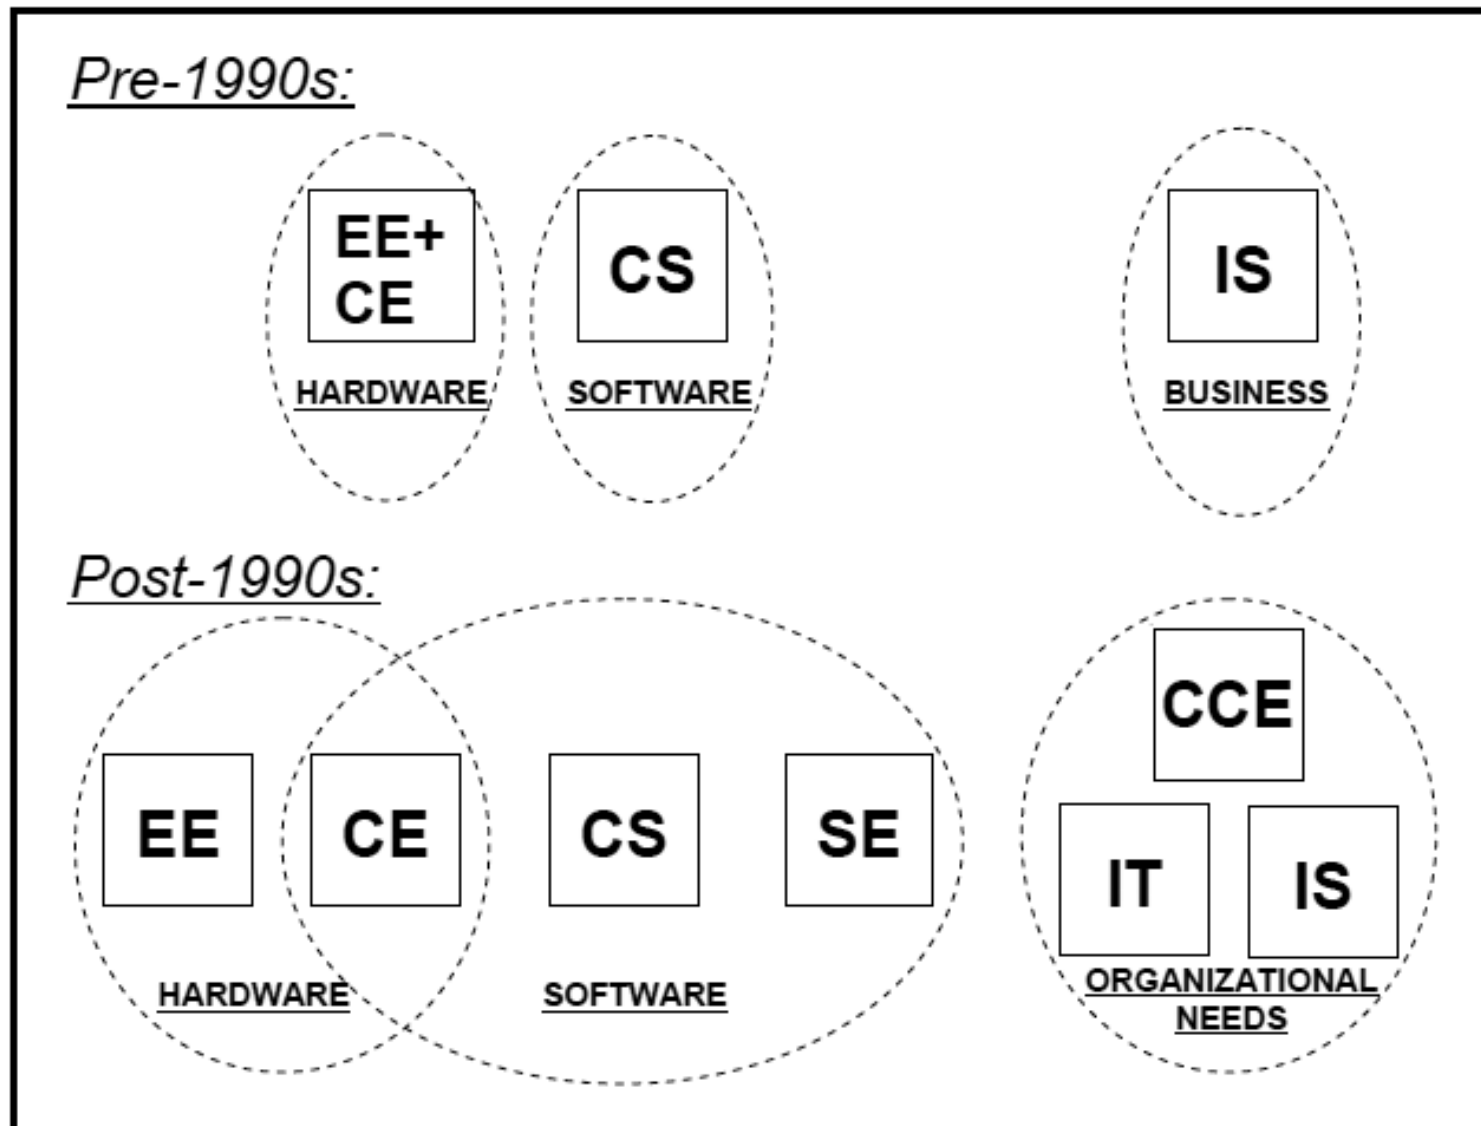 Pre-1990s:
EE+
CE
CS
IS
HARDWARE
SOFTWARE
BUSINESS
Post-1990s:
CCE
EE
CE
CS
SE
IT
IS
HARDWARE
SOFTWARE
ORGANIZATIONAL
NEEDS